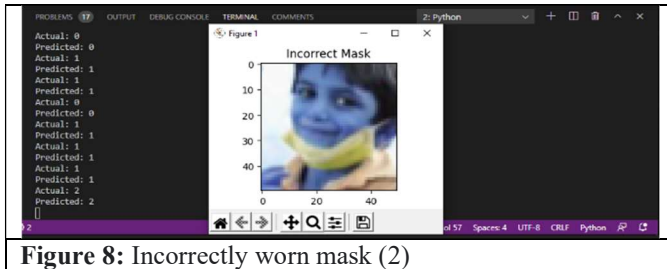 PROBLEMS 17 OUTPUT DEBUG CONSOLE TERMINAL COMMENTS 2: Python
Actual: 0
Predicted: 0
Actual: 1
Predicted: 1
Actual: 1
Predicted: 1
Actual: 0
Predicted: 0
Actual: 1
Predicted: 1
Actual: 1
Predicted: 1
Actual: 1
Predicted: 1
Actual: 2
Predicted: 2
Figure 1
Incorrect Mask
0
10
20
30
40
0 20 40
2 ol 57 Spaces: 4 UTF-8 CRLF Python
Figure 8: Incorrectly worn mask (2)